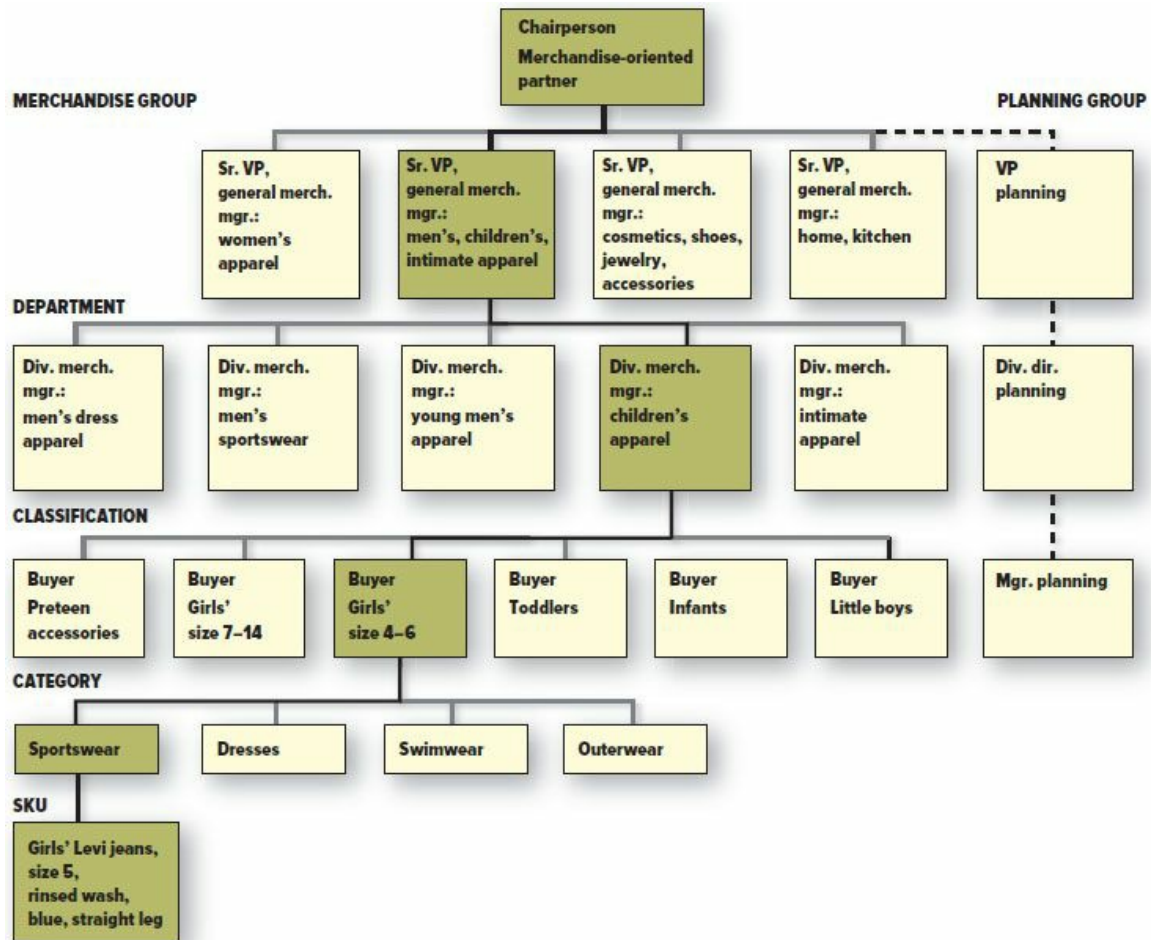 Chairperson
Merchandise-oriented
partner
MERCHANDISE GROUP
PLANNING GROUP
Sr. VP,
general merch.
mgr.:
women's
apparel
Sr. VP,
general merch.
mgr.:
men's, children's,
intimate apparel
Sr. VP,
general merch.
mgr.:
cosmetics, shoes,
jewelry,
accessories
Sr. VP,
general merch.
mgr.:
home, kitchen
VP
planning
DEPARTMENT
Div. merch.
mgr.:
men's dress
apparel
Div. merch.
mgr.:
men's
sportswear
Div. merch.
mgr.:
young men's
apparel
Div. merch.
mgr.:
children's
apparel
Div. merch.
mgr.:
intimate
apparel
Div. dir.
planning
CLASSIFICATION
Buyer
Preteen
accessories
Buyer
Girls'
size 7–14
Buyer
Girls'
size 4–6
Buyer
Toddlers
Buyer
Infants
Buyer
Little boys
Mgr. planning
CATEGORY
Sportswear
Dresses
Swimwear
Outerwear
SKU
Girls' Levi jeans,
size 5,
rinsed wash,
blue, straight leg